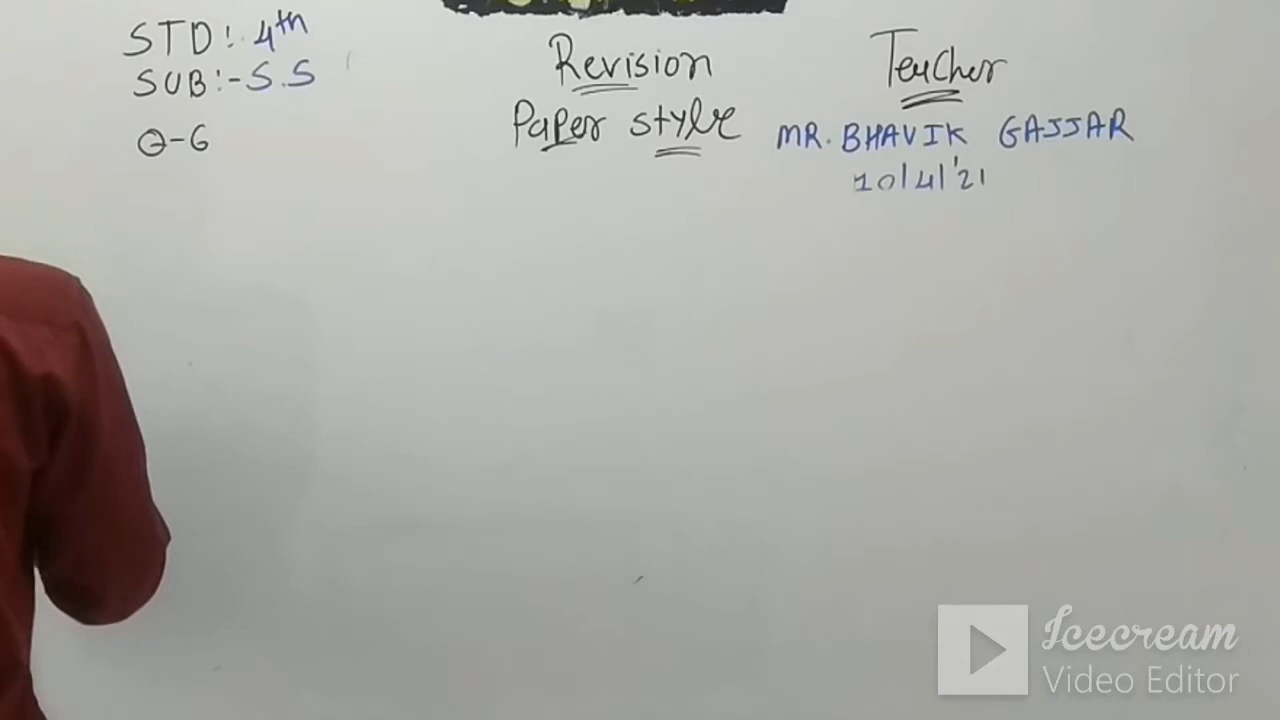 STD:- 4th
SUB:- S.S
Q-6
Revision
Paper style
Teacher
MR. BHAVIK GAJJAR
10/4/'21
Icecream
Video Editor